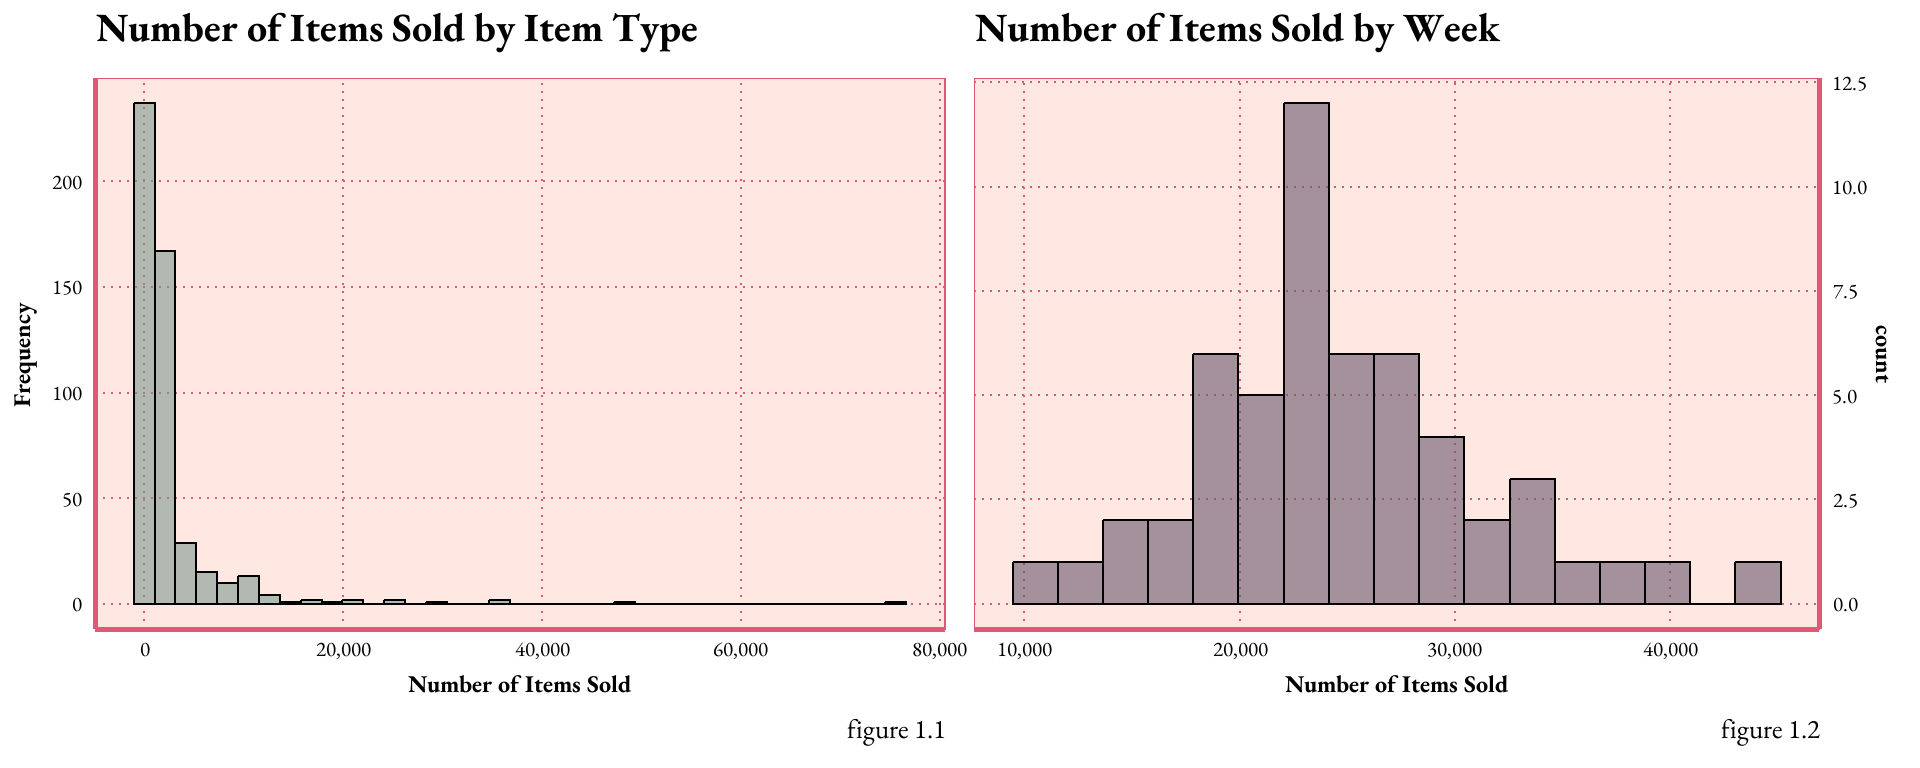 Number of Items Sold by Item Type
Frequency
200
150
100
50
0
0 20,000 40,000 60,000 80,000
Number of Items Sold
figure 1.1
Number of Items Sold by Week
12.5
10.0
7.5
5.0
2.5
0.0
count
10,000 20,000 30,000 40,000
Number of Items Sold
figure 1.2